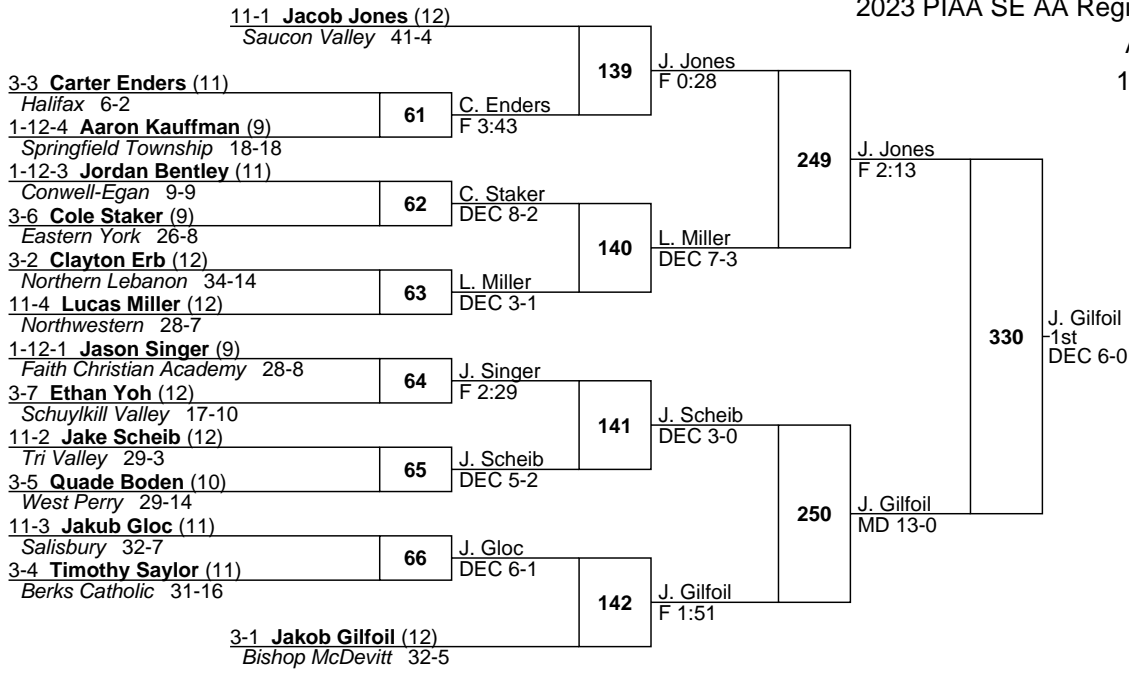 2023 PIAA SE AA Regi
1
11-1 Jacob Jones (12)
Saucon Valley 41-4
3-3 Carter Enders (11)
Halifax 6-2
1-12-4 Aaron Kauffman (9)
Springfield Township 18-18
1-12-3 Jordan Bentley (11)
Conwell-Egan 9-9
3-6 Cole Staker (9)
Eastern York 26-8
3-2 Clayton Erb (12)
Northern Lebanon 34-14
11-4 Lucas Miller (12)
Northwestern 28-7
1-12-1 Jason Singer (9)
Faith Christian Academy 28-8
3-7 Ethan Yoh (12)
Schuylkill Valley 17-10
11-2 Jake Scheib (12)
Tri Valley 29-3
3-5 Quade Boden (10)
West Perry 29-14
11-3 Jakub Gloc (11)
Salisbury 32-7
3-4 Timothy Saylor (11)
Berks Catholic 31-16
3-1 Jakob Gilfoil (12)
Bishop McDevitt 32-5
61
C. Enders
F 3:43
62
C. Staker
DEC 8-2
63
L. Miller
DEC 3-1
64
J. Singer
F 2:29
65
J. Scheib
DEC 5-2
66
J. Gloc
DEC 6-1
139
J. Jones
F 0:28
140
L. Miller
DEC 7-3
141
J. Scheib
DEC 3-0
142
J. Gilfoil
F 1:51
249
J. Jones
F 2:13
250
J. Gilfoil
MD 13-0
330
J. Gilfoil
1st
DEC 6-0